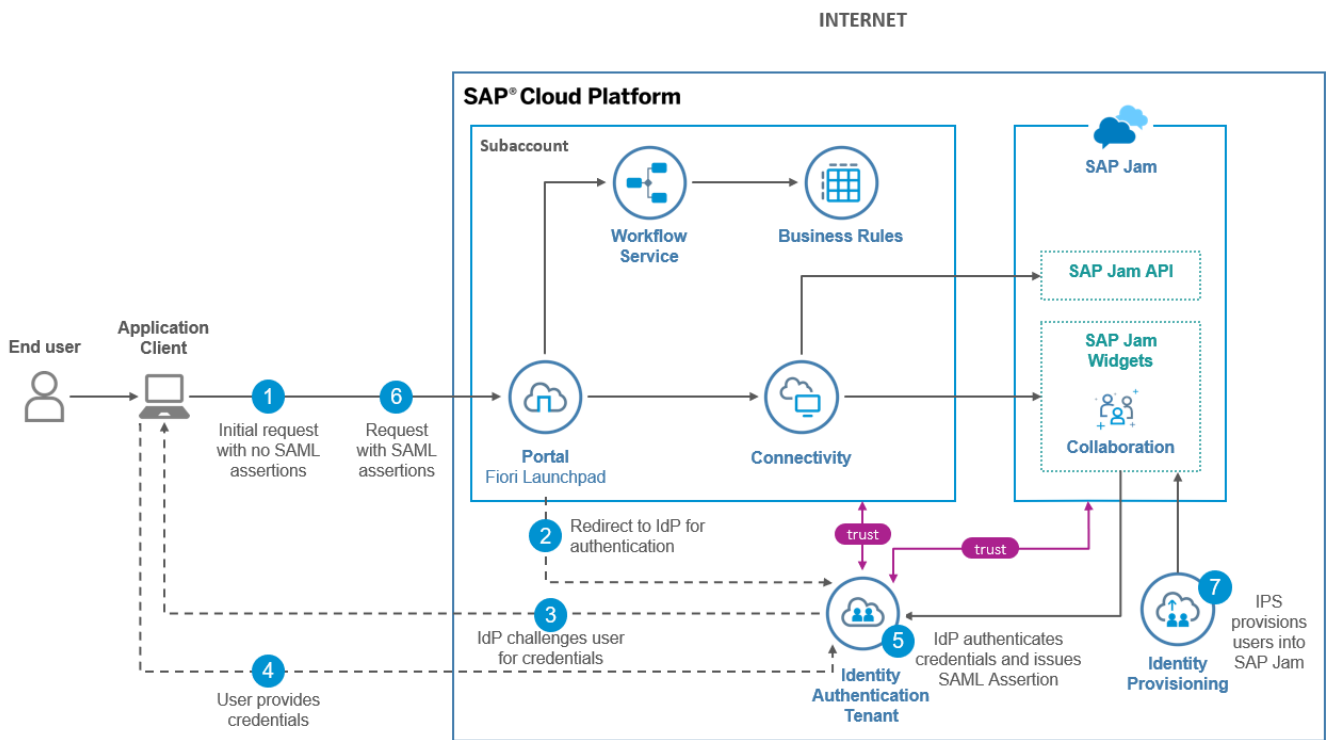 INTERNET
SAP® Cloud Platform
Subaccount
SAP Jam
Workflow
Service
Business Rules
SAP Jam API
Application
Client
End user
SAP Jam
Widgets
1
6
Initial request
with no SAML
assertions
Request
with SAML
assertions
Portal
Fiori Launchpad
Connectivity
Collaboration
2
Redirect to IdP for
authentication
trust
trust
3
IdP challenges user
for credentials
4
User provides
credentials
5
Identity
Authentication
Tenant
IdP authenticates
credentials and issues
SAML Assertion
7
Identity
Provisioning
IPS
provisions
users into
SAP Jam